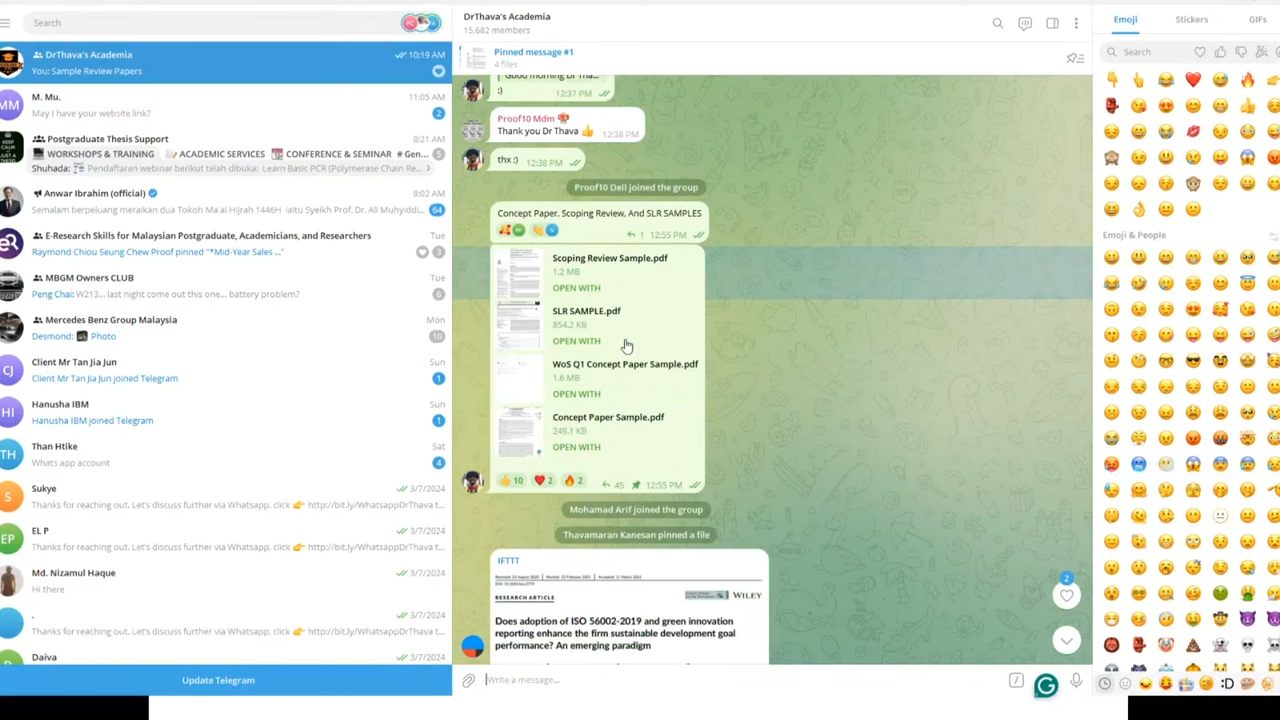 Search
DrThava's Academia
10:19 AM
You: Sample Review Papers
MM
M. Mu.
11:05 AM
May I have your website link?
2
Postgraduate Thesis Support
8:21 AM
WORKSHOPS & TRAINING
ACADEMIC SERVICES
CONFERENCE & SEMINAR
# Gen...
5
Shuhada:
Pendaftaran webinar berikut telah dibuka: Learn Basic PCR (Polymerase Chain Re...
Anwar Ibrahim (official)
8:02 AM
Semalam berpeluang meraikan dua Tokoh Ma'al Hijrah 1446H iaitu Syeikh Prof. Dr. Ali Muhyiddi...
64
E-Research Skills for Malaysian Postgraduate, Academicians, and Researchers
Tue
Raymond Chiou Seung Chew Proof pinned "*Mid-Year Sales ..."
3
MBGM Owners CLUB
Tue
Peng Chai: W213... last night come out this one... battery problem?
6
Mercedes Benz Group Malaysia
Mon
Desmond: Photo
10
CJ
Client Mr Tan Jia Jun
Sun
Client Mr Tan Jia Jun joined Telegram
1
HI
Hanusha IBM
Sun
Hanusha IBM joined Telegram
1
TH
Than Htike
Sat
Whats app account
4
S
Sukye
3/7/2024
Thanks for reaching out. Let's discuss further via Whatsapp. click 👉 http://bit.ly/WhatsappDrThava t...
EP
EL P
3/7/2024
Thanks for reaching out. Let's discuss further via Whatsapp. click 👉 http://bit.ly/WhatsappDrThava t...
Md. Nizamul Haque
3/7/2024
Hi there
.
3/7/2024
Thanks for reaching out. Let's discuss further via Whatsapp. click 👉 http://bit.ly/WhatsappDrThava t...
D
Daiva
3/7/2024
Update Telegram
DrThava's Academia
15,682 members
Pinned message #1
4 files
Good morning Dr Tha...
:)
12:37 PM
Proof10 Mdm
Thank you Dr Thava 👍
12:38 PM
thx :)
12:38 PM
Proof10 Dell joined the group
Concept Paper, Scoping Review, And SLR SAMPLES
1 12:55 PM
Scoping Review Sample.pdf
1.2 MB
OPEN WITH
SLR SAMPLE.pdf
854.2 KB
OPEN WITH
WoS Q1 Concept Paper Sample.pdf
1.6 MB
OPEN WITH
Concept Paper Sample.pdf
249.1 KB
OPEN WITH
👍 10 ❤️ 2 🔥 2
45 12:55 PM
Mohamad Arif joined the group
Thavamaran Kanesan pinned a file
IFTTT
RESEARCH ARTICLE
WILEY
Does adoption of ISO 56002-2019 and green innovation
reporting enhance the firm sustainable development goal
performance? An emerging paradigm
2
Write a message...
Emoji
Stickers
GIFs
Search
Emoji & People
:D